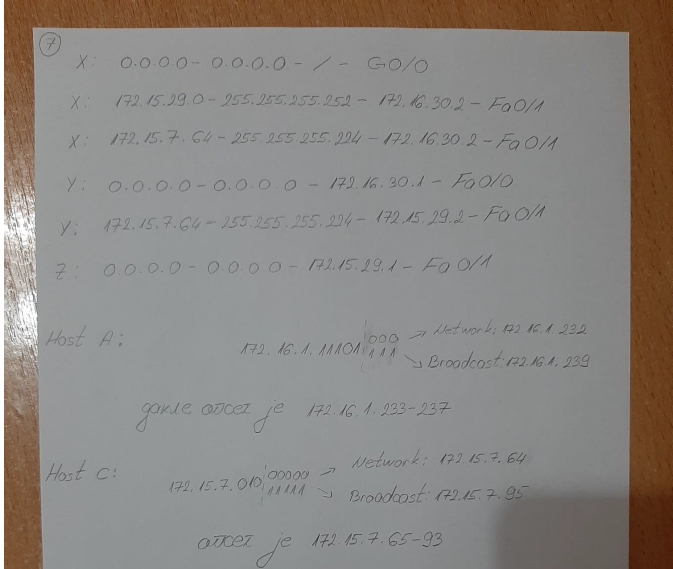 7
X: 0.0.0.0 - 0.0.0.0 - / - G0/0
X: 172.15.29.0 - 255.255.255.252 - 172.16.30.2 - Fa0/1
X: 172.15.7.64 - 255.255.255.224 - 172.16.30.2 - Fa0/1
Y: 0.0.0.0 - 0.0.0.0 - 172.16.30.1 - Fa0/0
Y: 172.15.7.64 - 255.255.255.224 - 172.15.29.2 - Fa0/1
Z: 0.0.0.0 - 0.0.0.0 - 172.15.29.1 - Fa0/1
000 → Network: 172.16.1.232
Host A: 172.16.1.11101 111 ↘ Broadcast: 172.16.1.239
дакле опсег је 172.16.1.233-237
Host C: 00000 → Network: 172.15.7.64
172.15.7.010 11111 ↘ Broadcast: 172.15.7.95
опсег је 172.15.7.65-93